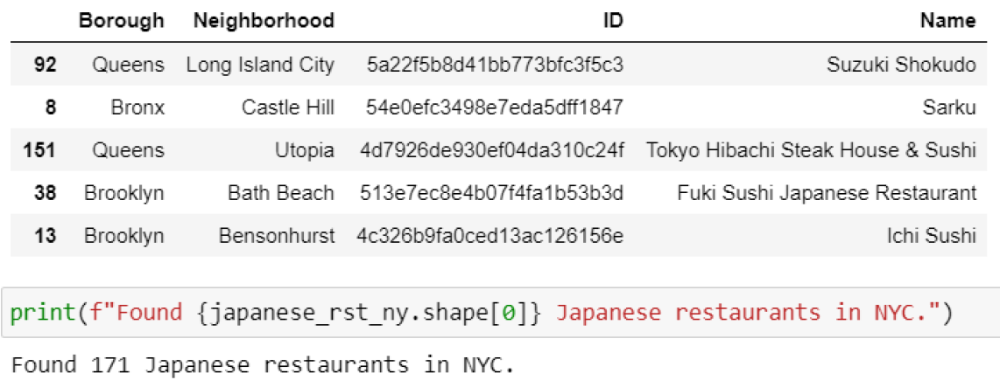 Borough Neighborhood ID Name
92 Queens Long Island City 5a22f5b8d41bb773bfc3f5c3 Suzuki Shokudo
8 Bronx Castle Hill 54e0efc3498e7eda5dff1847 Sarku
151 Queens Utopia 4d7926de930ef04da310c24f Tokyo Hibachi Steak House & Sushi
38 Brooklyn Bath Beach 513e7ec8e4b07f4fa1b53b3d Fuki Sushi Japanese Restaurant
13 Brooklyn Bensonhurst 4c326b9fa0ced13ac126156e Ichi Sushi
print(f"Found {japanese_rst_ny.shape[0]} Japanese restaurants in NYC.")
Found 171 Japanese restaurants in NYC.